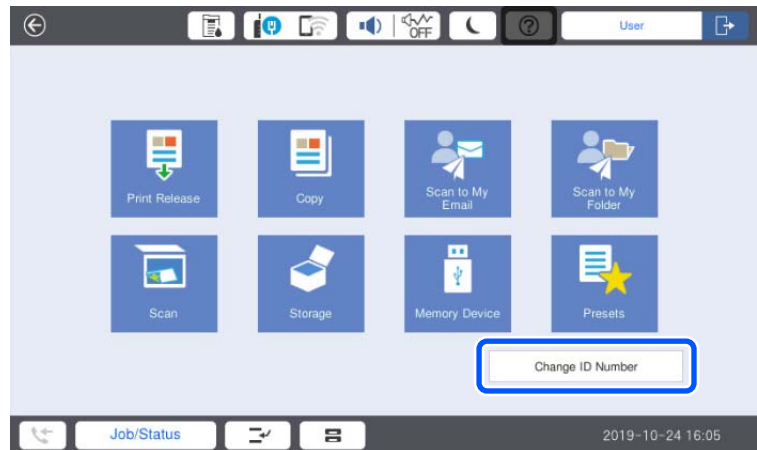 OFF
?
User
Print Release
Copy
Scan to My
Email
Scan to My
Folder
Scan
Storage
Memory Device
Presets
Change ID Number
Job/Status
2019-10-24 16:05